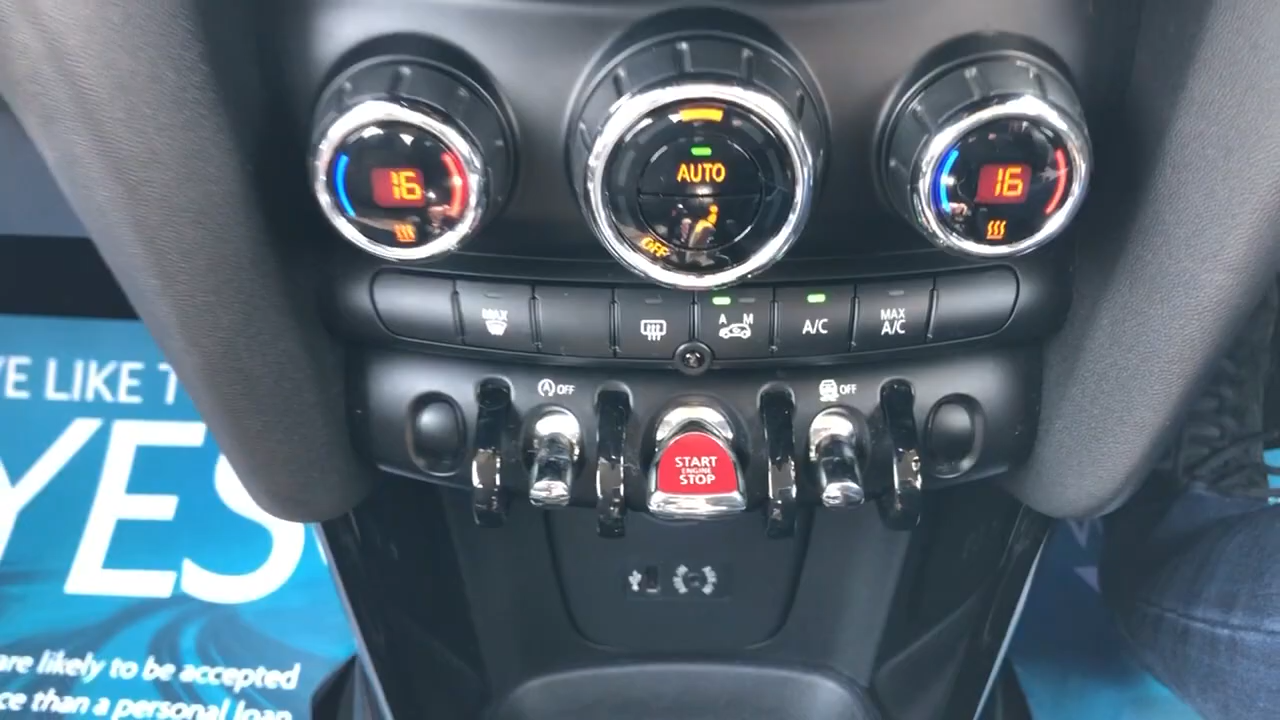 16
AUTO
OFF
16
MAX
A M
A/C
MAX
A/C
OFF
OFF
START
ENGINE
STOP
'E LIKE T
YES
are likely to be accepted
ce than a personal loan